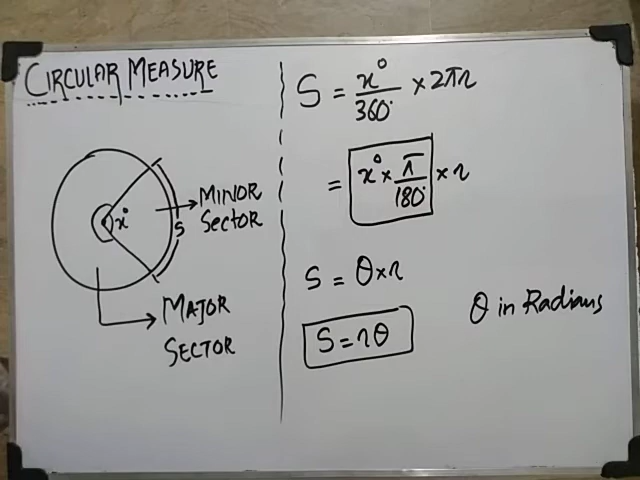 CIRCULAR MEASURE
x°
S
MINOR
SECTOR
MAJOR
SECTOR
S = x°/360° × 2πr
= x° × π/180° × r
S = θ × r
S = rθ
θ in Radians